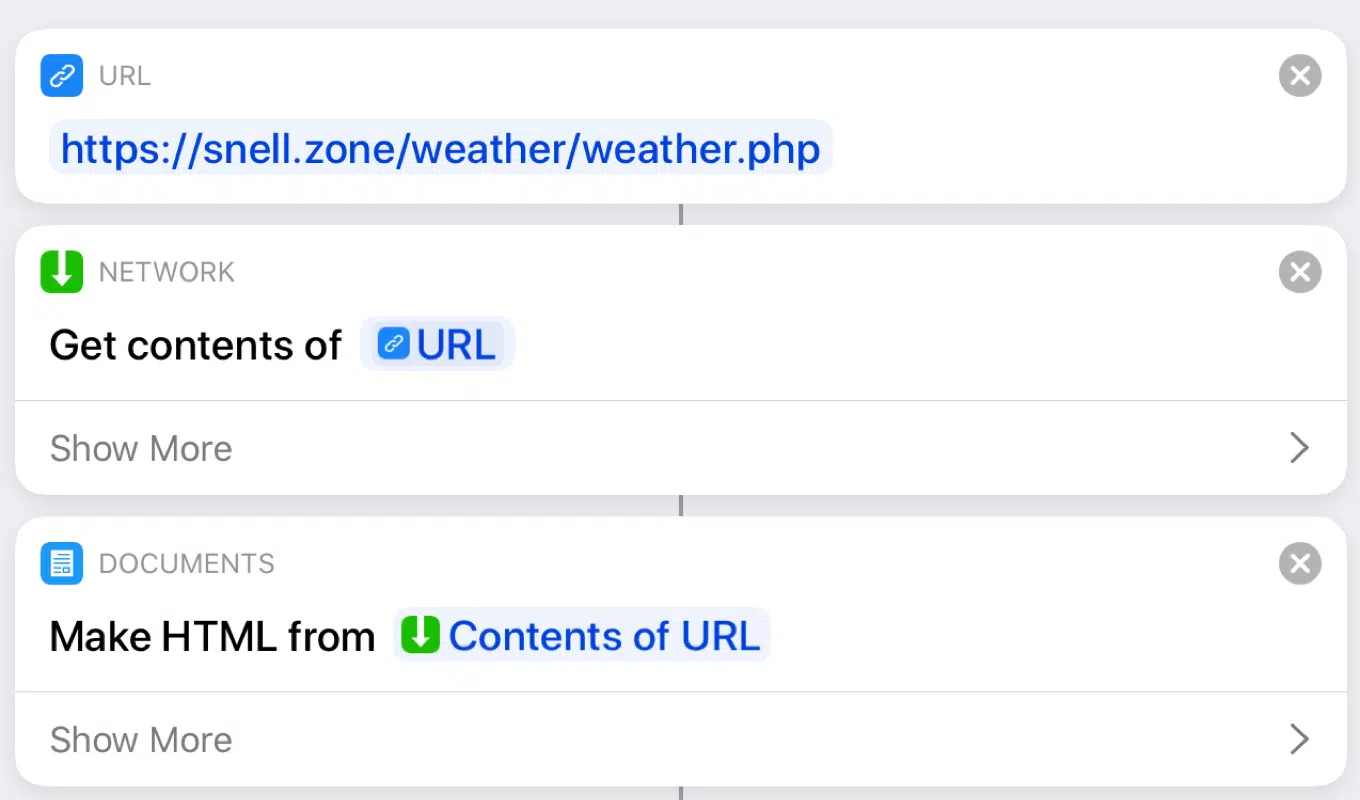 URL
https://snell.zone/weather/weather.php
NETWORK
Get contents of URL
Show More
DOCUMENTS
Make HTML from Contents of URL
Show More